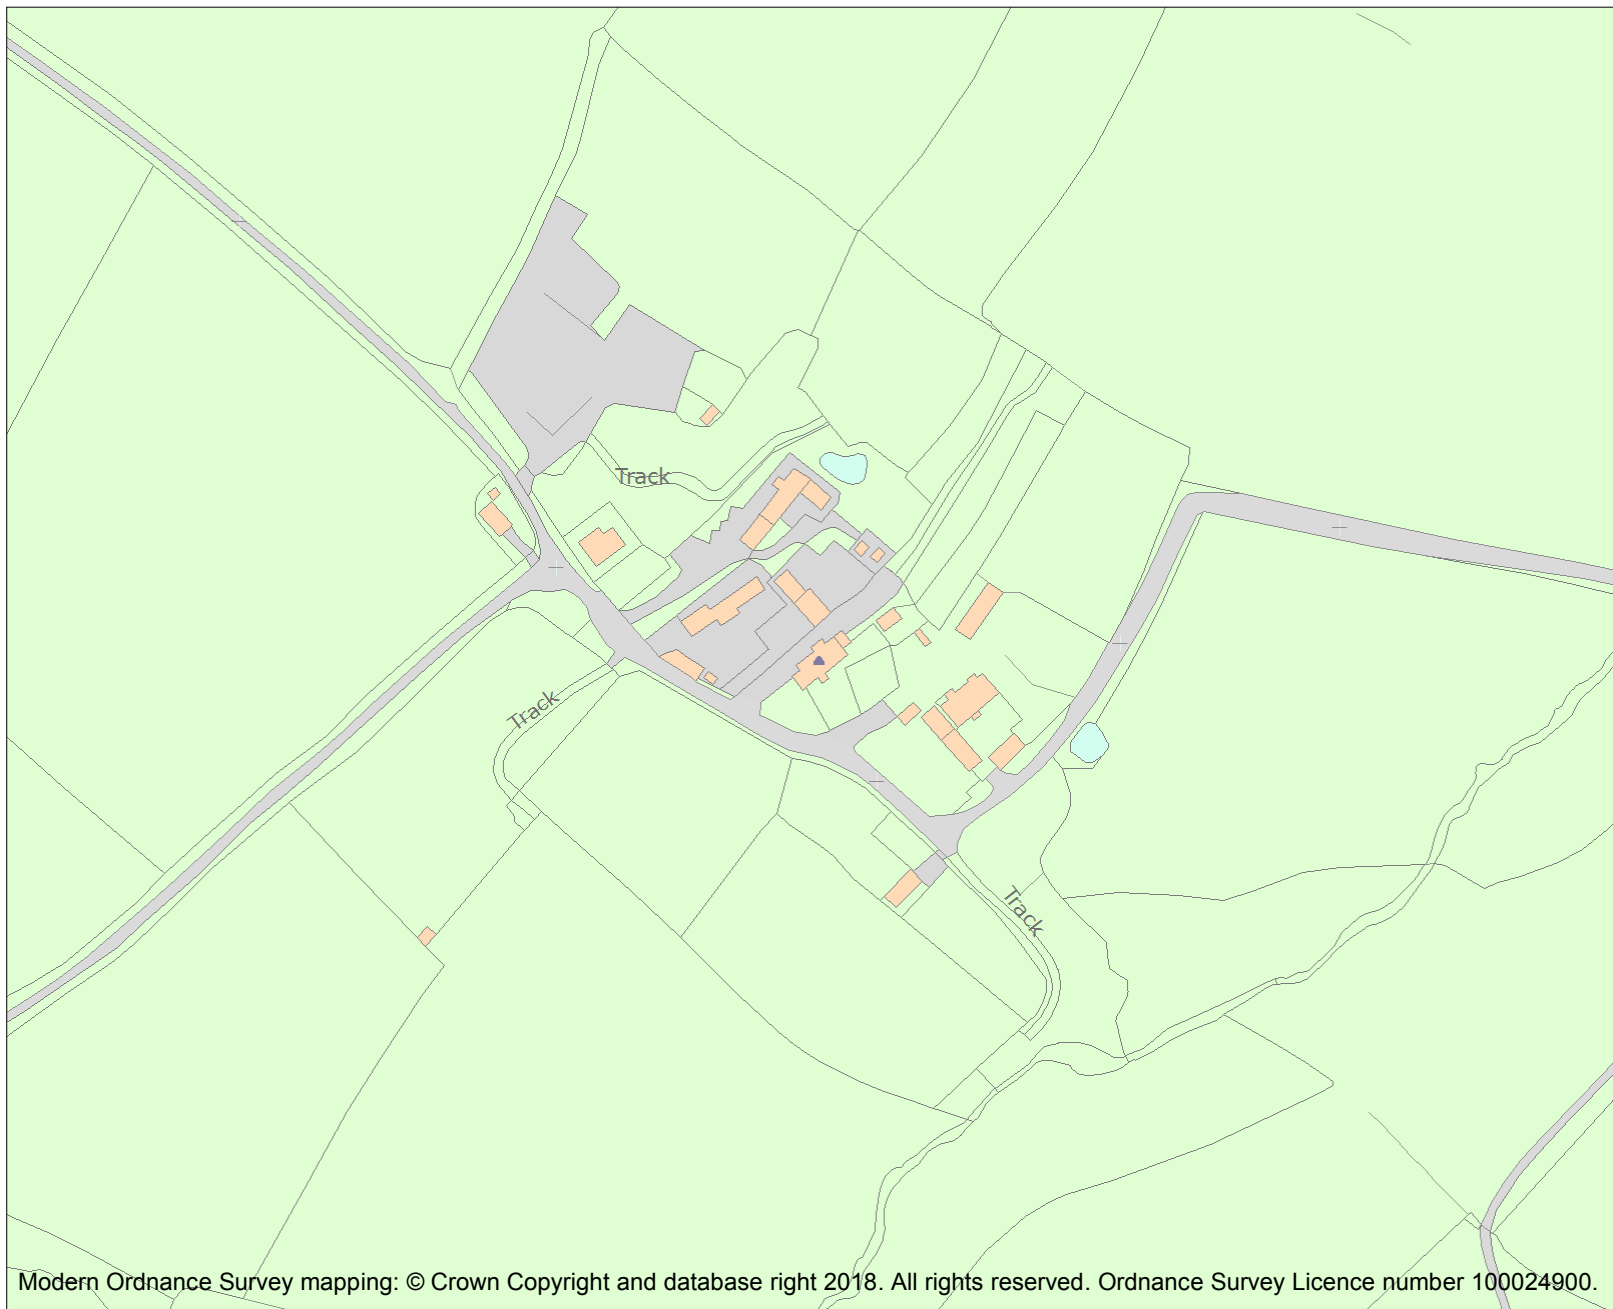 Track
Track
Track
Modern Ordnance Survey mapping: © Crown Copyright and database right 2018. All rights reserved. Ordnance Survey Licence number 100024900.